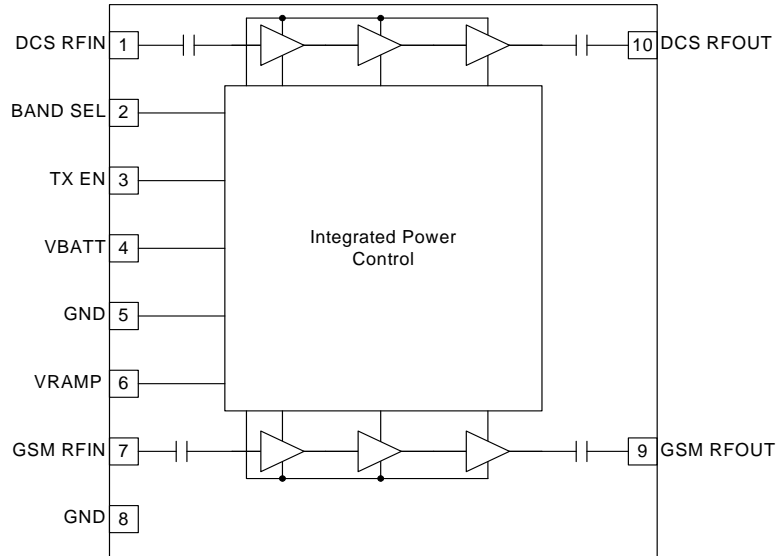 DCS RFIN 1
10 DCS RFOUT
BAND SEL 2
TX EN 3
VBATT 4
Integrated Power
Control
GND 5
VRAMP 6
GSM RFIN 7
9 GSM RFOUT
GND 8